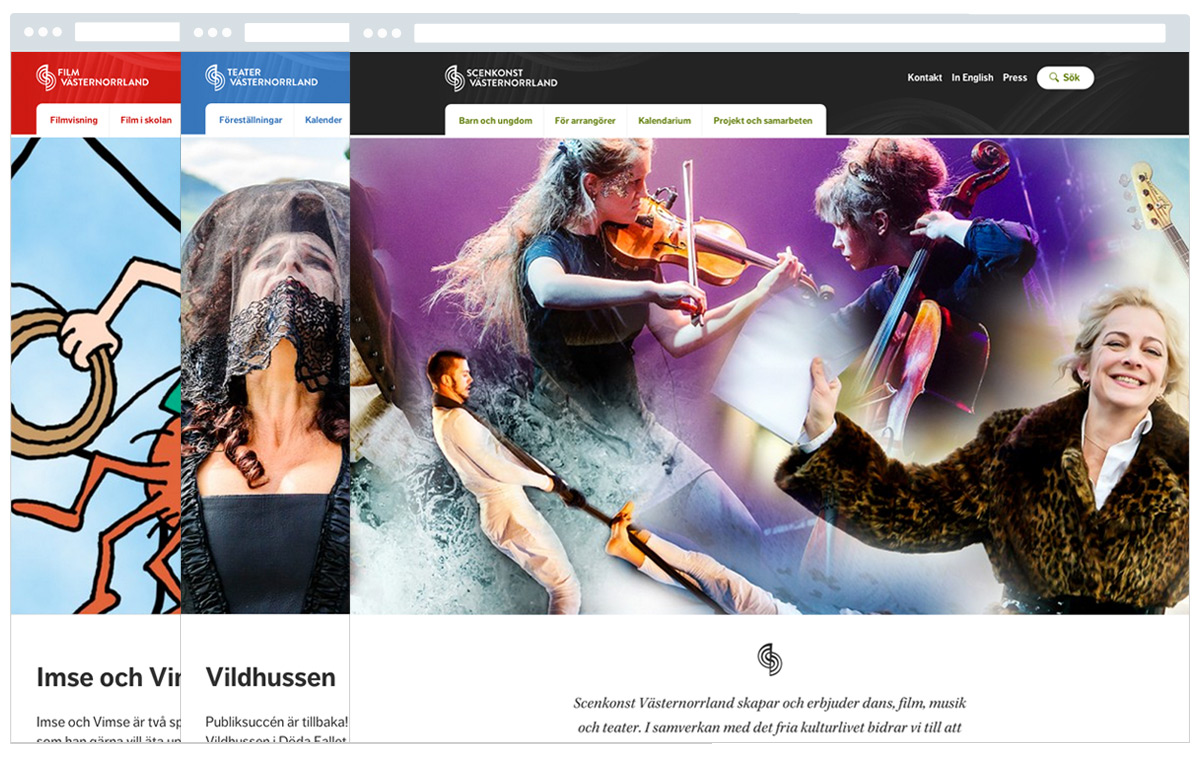 FILM
VÄSTERNORRLAND
Filmvisning
Film i skolan
Imse och Vi
Imse och Vimse är två sp
som han gärna vill äta up
TEATER
VÄSTERNORRLAND
Föreställningar
Kalender
Vildhussen
Publiksuccén är tillbaka!
Vildhussen i Döda Fallet
SCENKONST
VÄSTERNORRLAND
Kontakt In English Press Sök
Barn och ungdom För arrangörer Kalendarium Projekt och samarbeten
Scenkonst Västernorrland skapar och erbjuder dans, film, musik
och teater. I samverkan med det fria kulturlivet bidrar vi till att